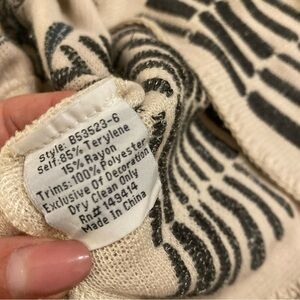 Style: B53523-6
Self:85% Terylene
15% Rayon
Trims:100% Polyester
Exclusive Of Decoration
Dry Clean Only
Rn# 149414
Made In China